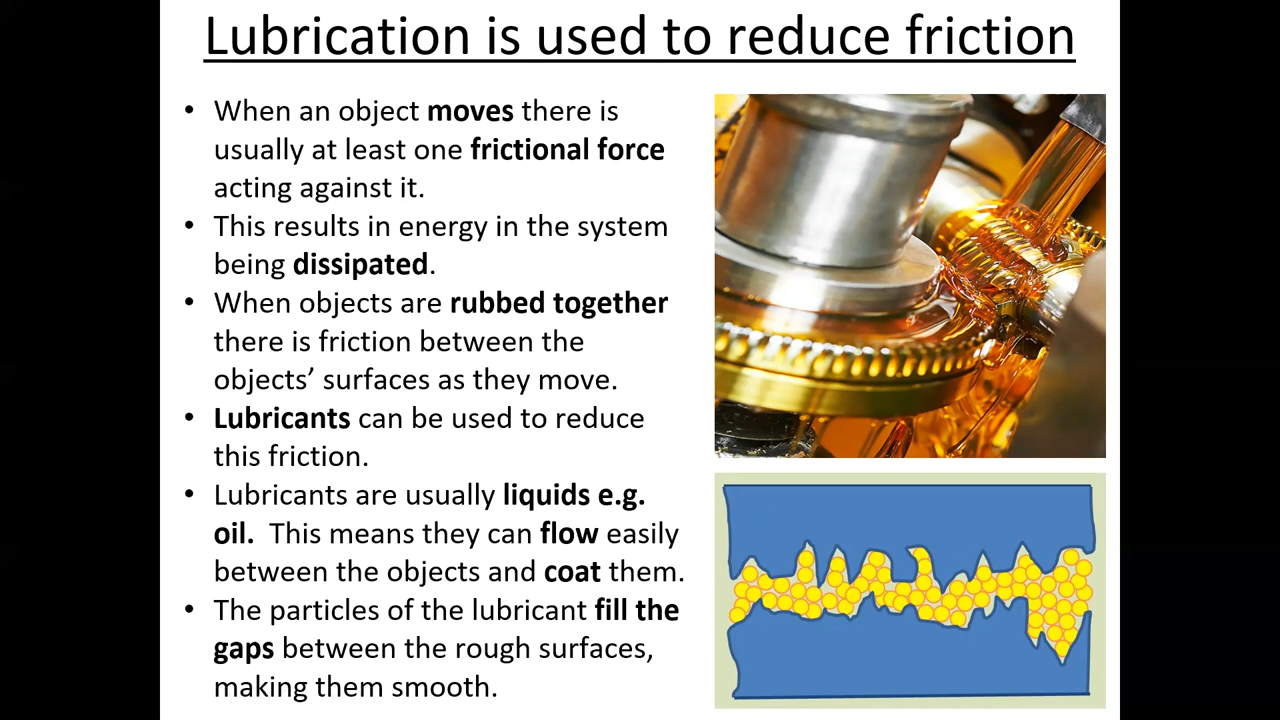 Lubrication is used to reduce friction
• When an object moves there is
usually at least one frictional force
acting against it.
• This results in energy in the system
being dissipated.
• When objects are rubbed together
there is friction between the
objects’ surfaces as they move.
• Lubricants can be used to reduce
this friction.
• Lubricants are usually liquids e.g.
oil.  This means they can flow easily
between the objects and coat them.
• The particles of the lubricant fill the
gaps between the rough surfaces,
making them smooth.